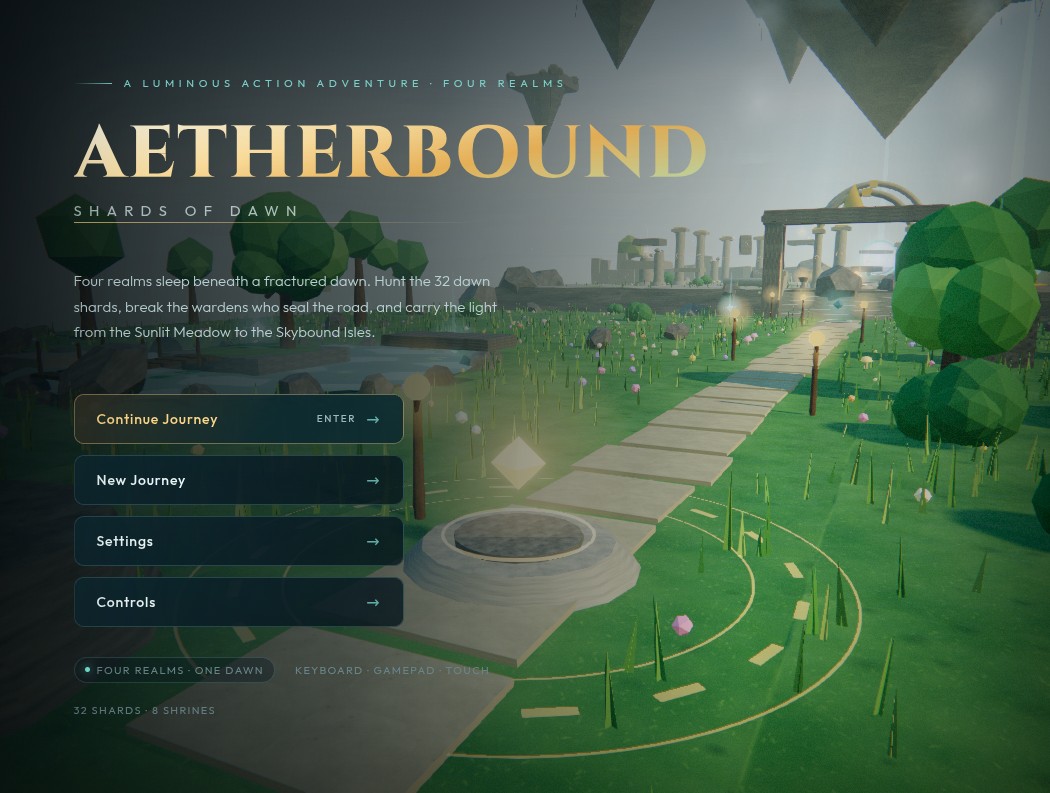 A LUMINOUS ACTION ADVENTURE · FOUR REALMS
AETHERBOUND
SHARDS OF DAWN
Four realms sleep beneath a fractured dawn. Hunt the 32 dawn
shards, break the wardens who seal the road, and carry the light
from the Sunlit Meadow to the Skybound Isles.
Continue Journey ENTER →
New Journey →
Settings →
Controls →
FOUR REALMS · ONE DAWN KEYBOARD · GAMEPAD · TOUCH
32 SHARDS · 8 SHRINES